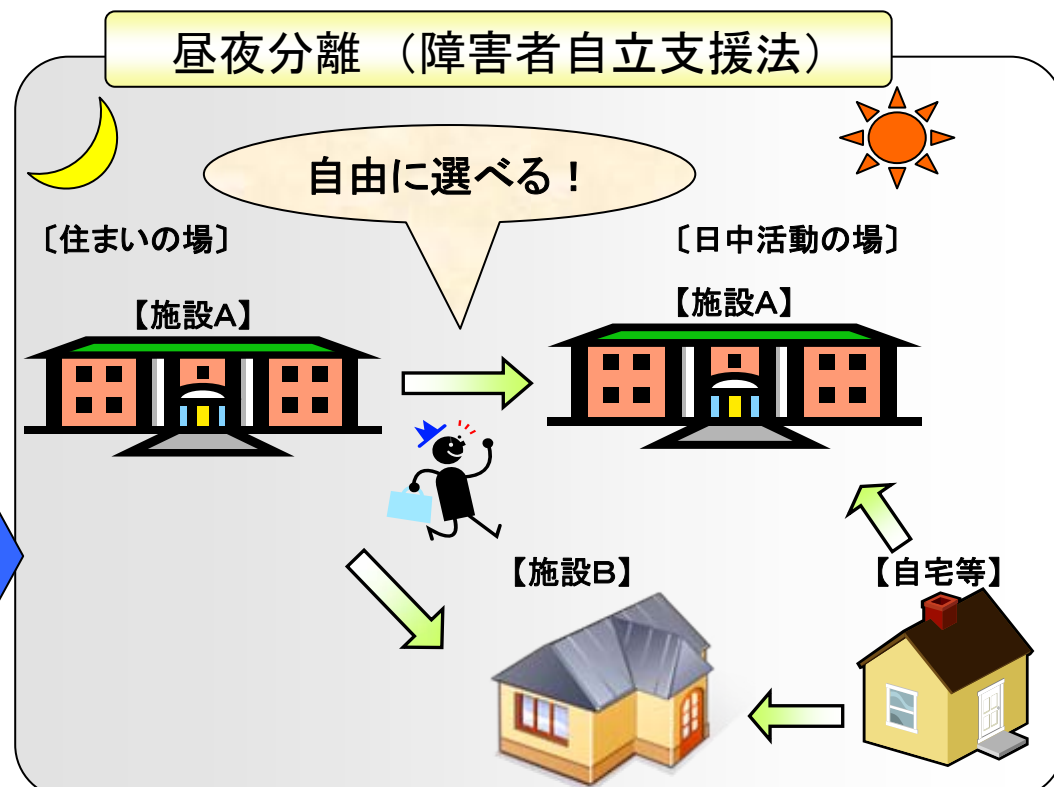 昼夜分離 （障害者自立支援法）
自由に選べる！
〔住まいの場〕
〔日中活動の場〕
【施設A】
【施設A】
【施設B】
【自宅等】